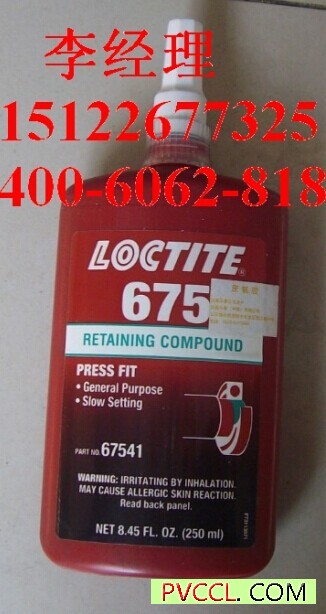 李经理
15122677325
400-6062-818
LOCTITE®
675
RETAINING COMPOUND
PRESS FIT
• General Purpose
• Slow Setting
PART NO. 67541
WARNING: IRRITATING BY INHALATION.
MAY CAUSE ALLERGIC SKIN REACTION.
Read back panel.
NET 8.45 FL. OZ. (250 ml)
PVCCL.COM